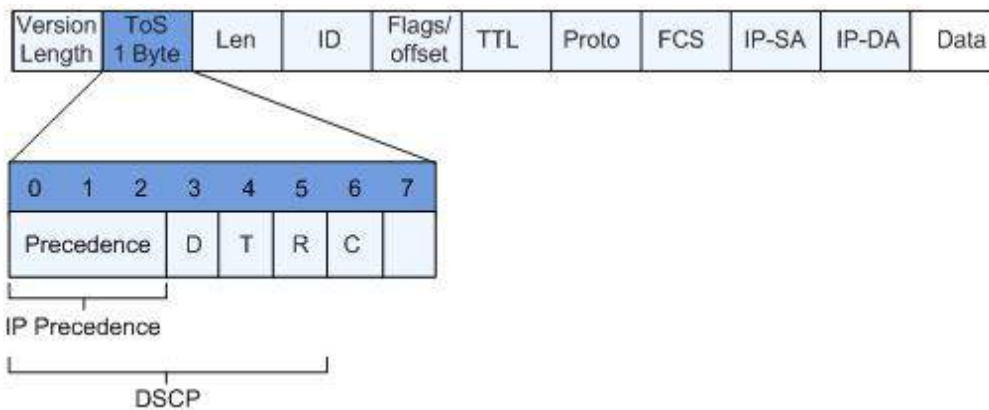 Version Length ToS 1 Byte Len ID Flags/ offset TTL Proto FCS IP-SA IP-DA Data
0 1 2 3 4 5 6 7
Precedence D T R C
IP Precedence
DSCP